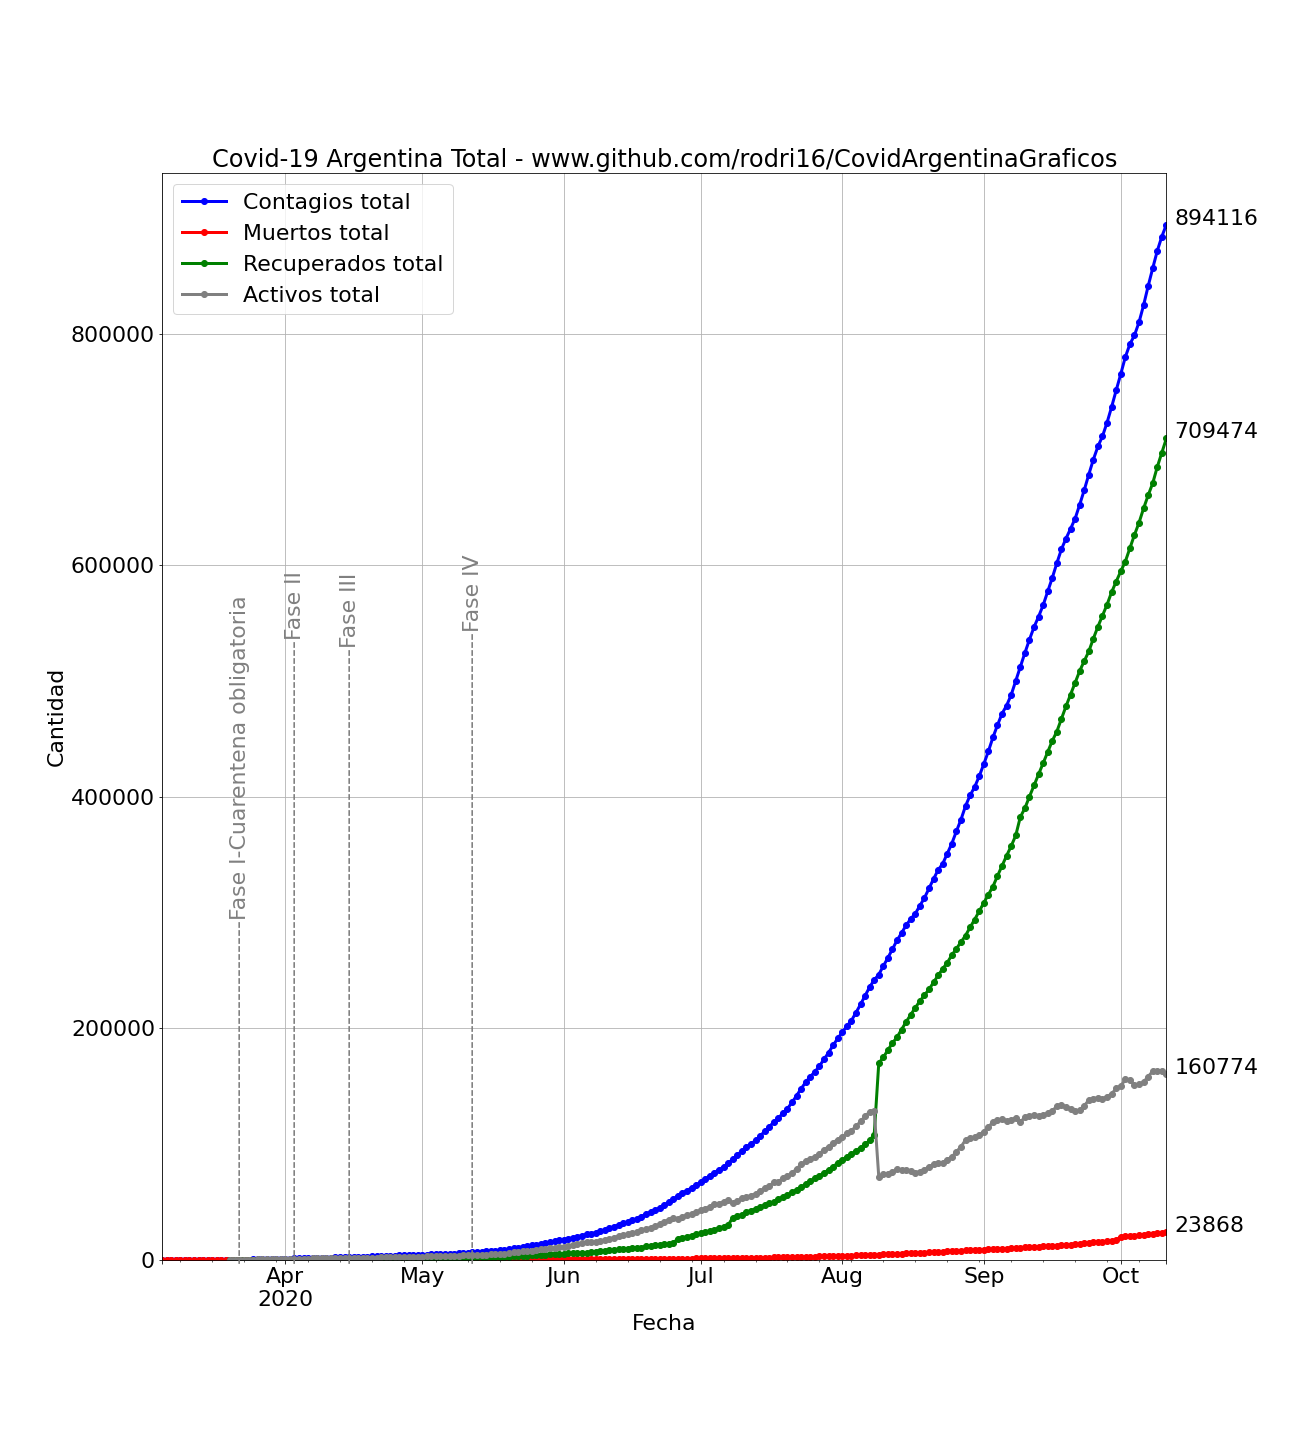 Covid-19 Argentina Total - www.github.com/rodri16/CovidArgentinaGraficos
Contagios total
Muertos total
Recuperados total
Activos total
894116
800000
709474
600000
Fase I-Cuarentena obligatoria
Fase II
Fase III
Fase IV
Cantidad
400000
200000
160774
23868
0
Apr
2020
May
Jun
Jul
Aug
Sep
Oct
Fecha